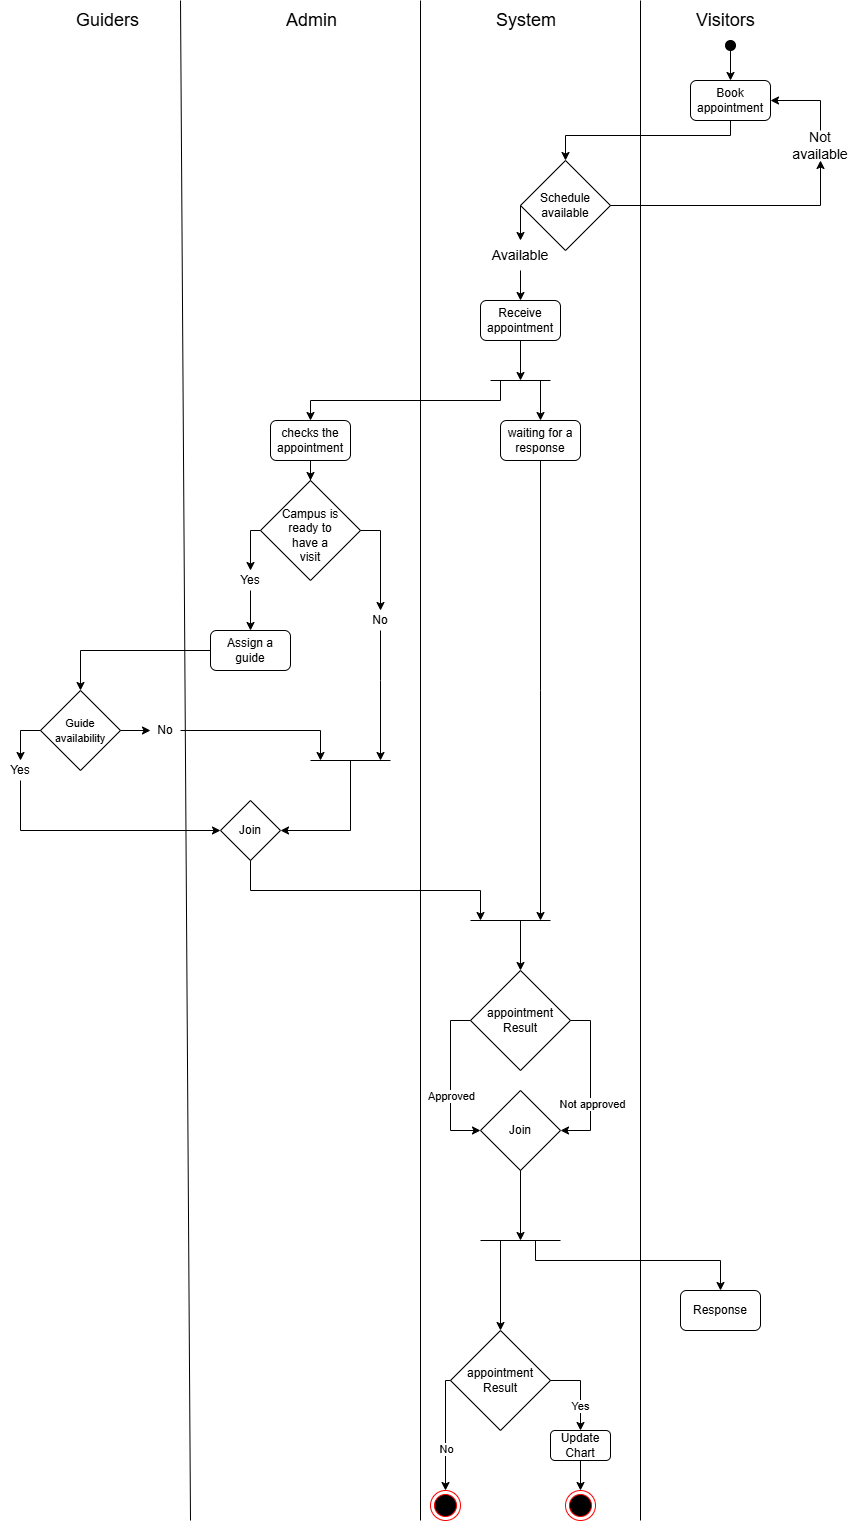 Guiders
Admin
System
Visitors
Book
appointment
Not
available
Schedule
available
Available
Receive
appointment
checks the
appointment
waiting for a
response
Campus is
ready to
have a
visit
Yes
No
Assign a
guide
Guide
availability
No
Yes
Join
appointment
Result
Approved
Not approved
Join
Response
appointment
Result
Yes
Update
Chart
No